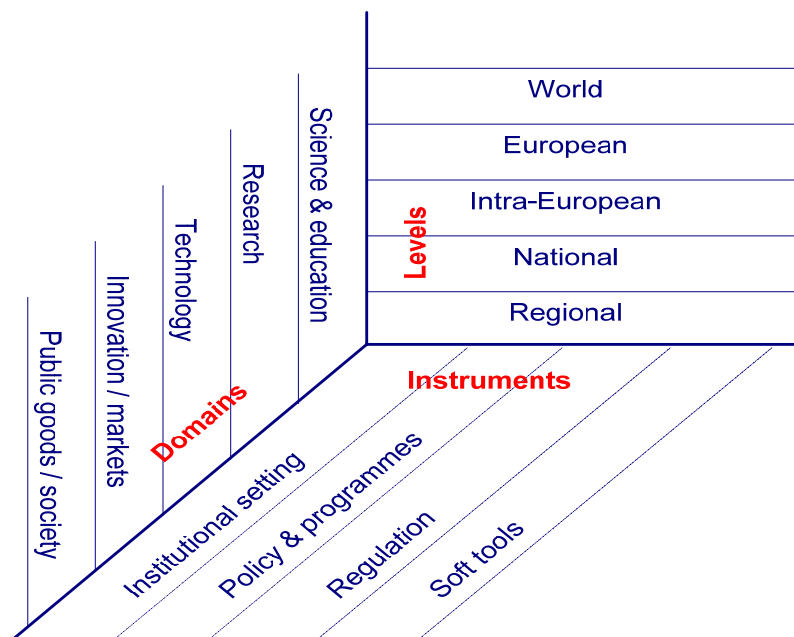 World
European
Intra-European
National
Regional
Levels
Science & education
Research
Technology
Innovation / markets
Public goods / society
Domains
Instruments
Institutional setting
Policy & programmes
Regulation
Soft tools